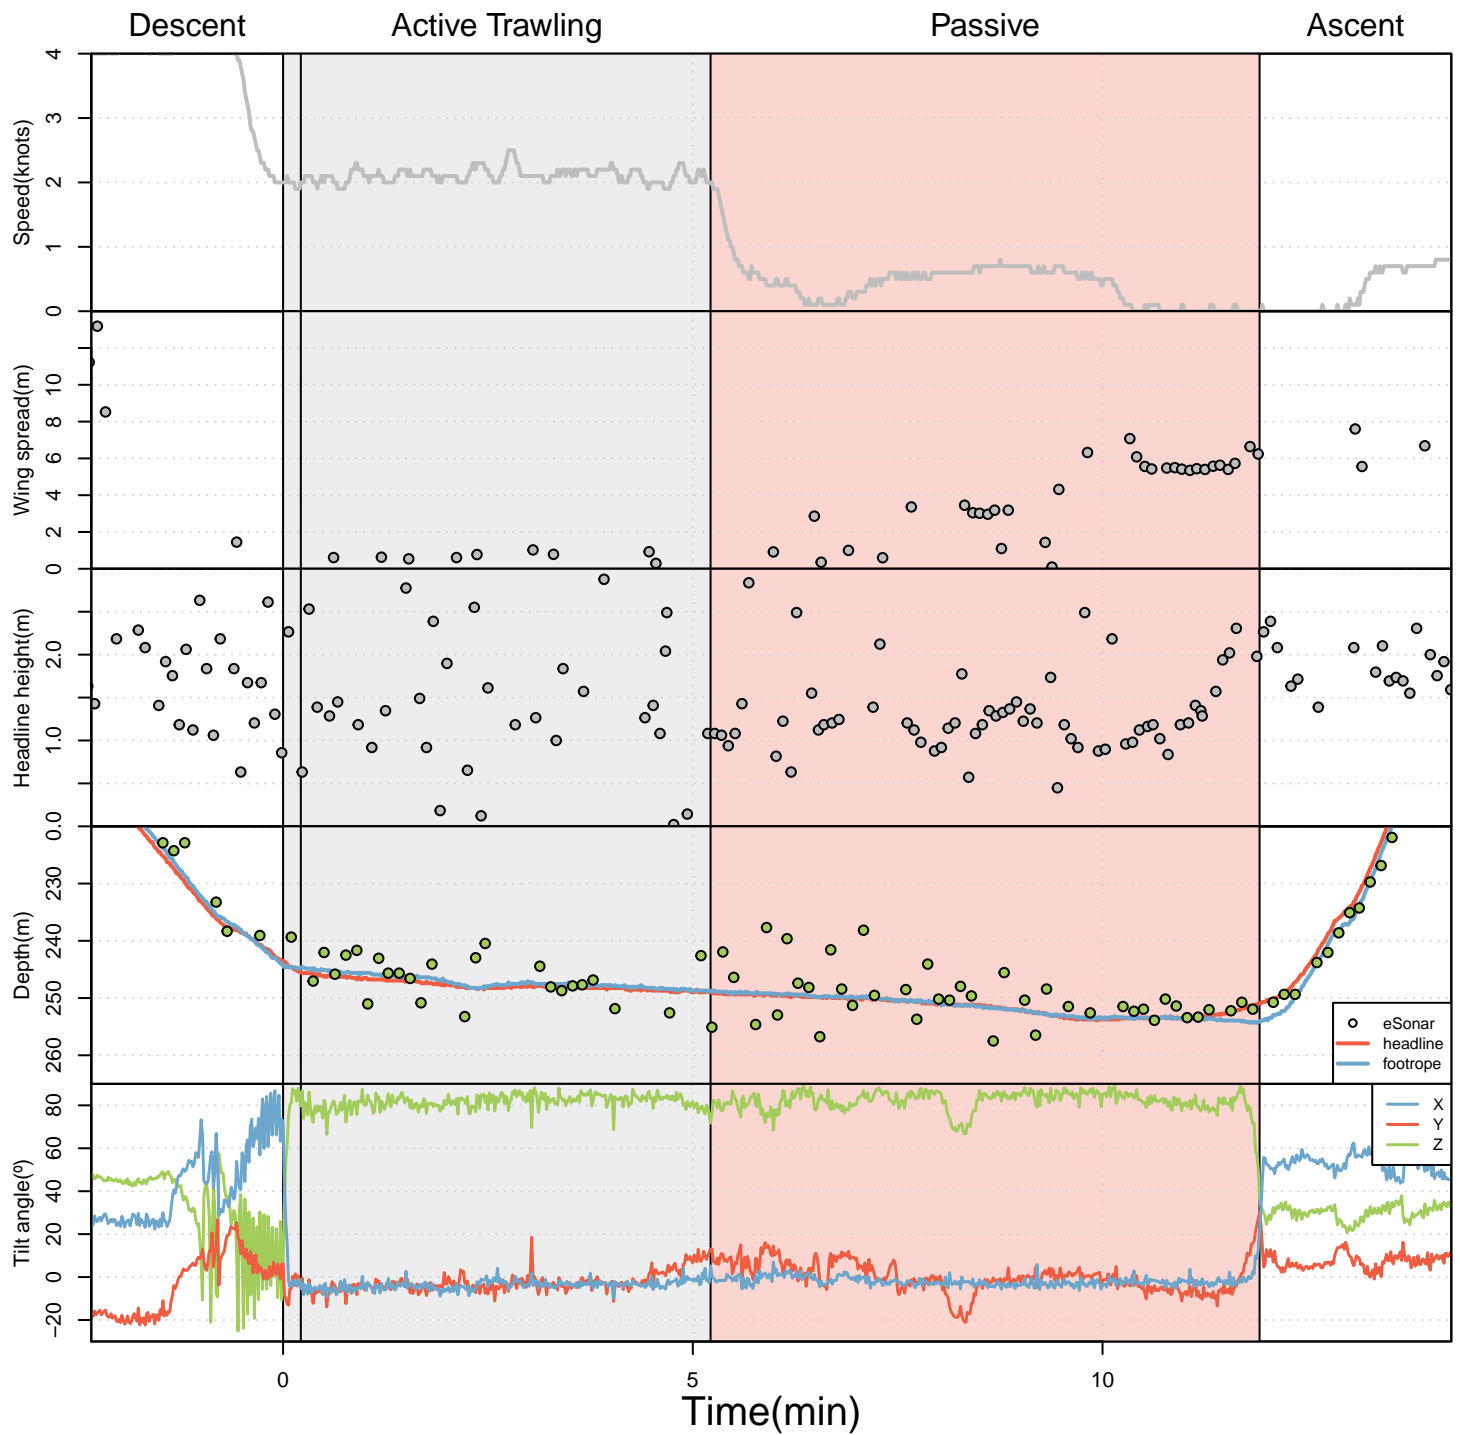 Descent Active Trawling Passive Ascent
Speed(knots)
4
3
2
1
0
Wing spread(m)
10
8
6
4
2
0
Headline height(m)
2.0
1.0
0.0
Depth(m)
230
240
250
260
eSonar
headline
footrope
Tilt angle(º)
80
60
40
20
0
−20
X
Y
Z
0 5 10
Time(min)